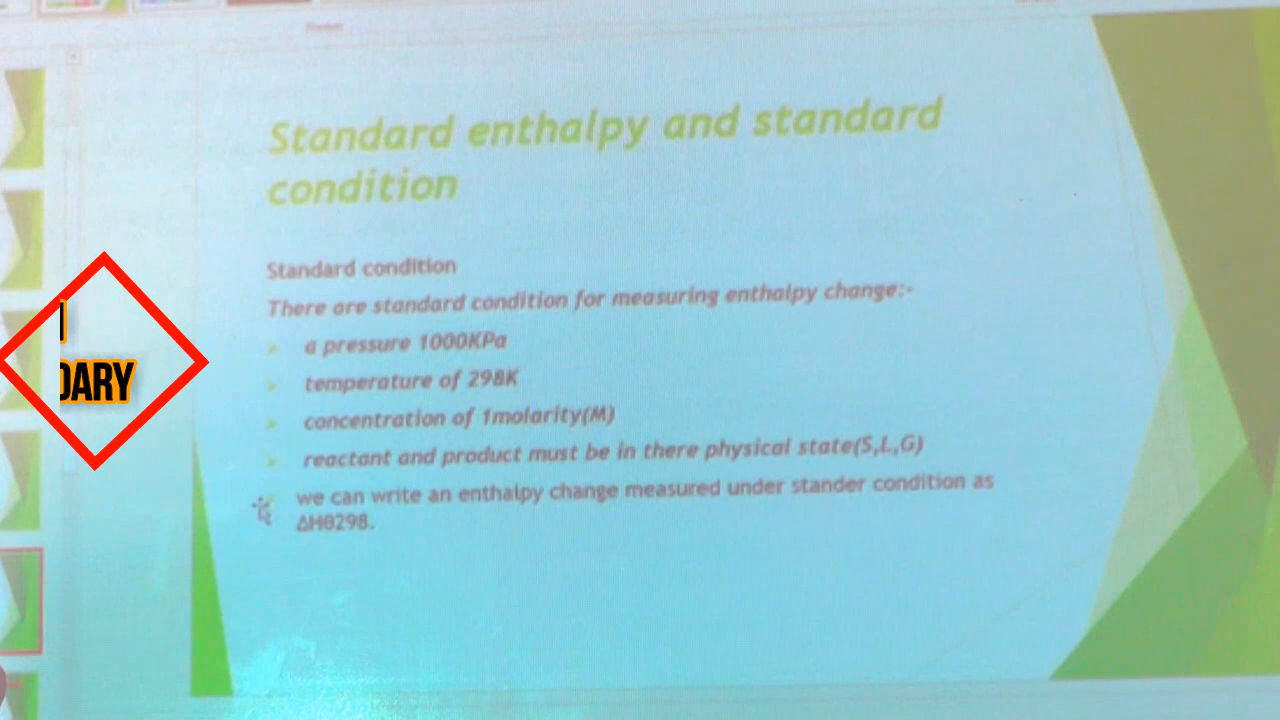 Standard enthalpy and standard
condition
Standard condition
There are standard condition for measuring enthalpy change:-
a pressure 1000KPa
temperature of 298K
concentration of 1molarity(M)
reactant and product must be in there physical state(S,L,G)
we can write an enthalpy change measured under stander condition as
ΔHθ298.
DARY